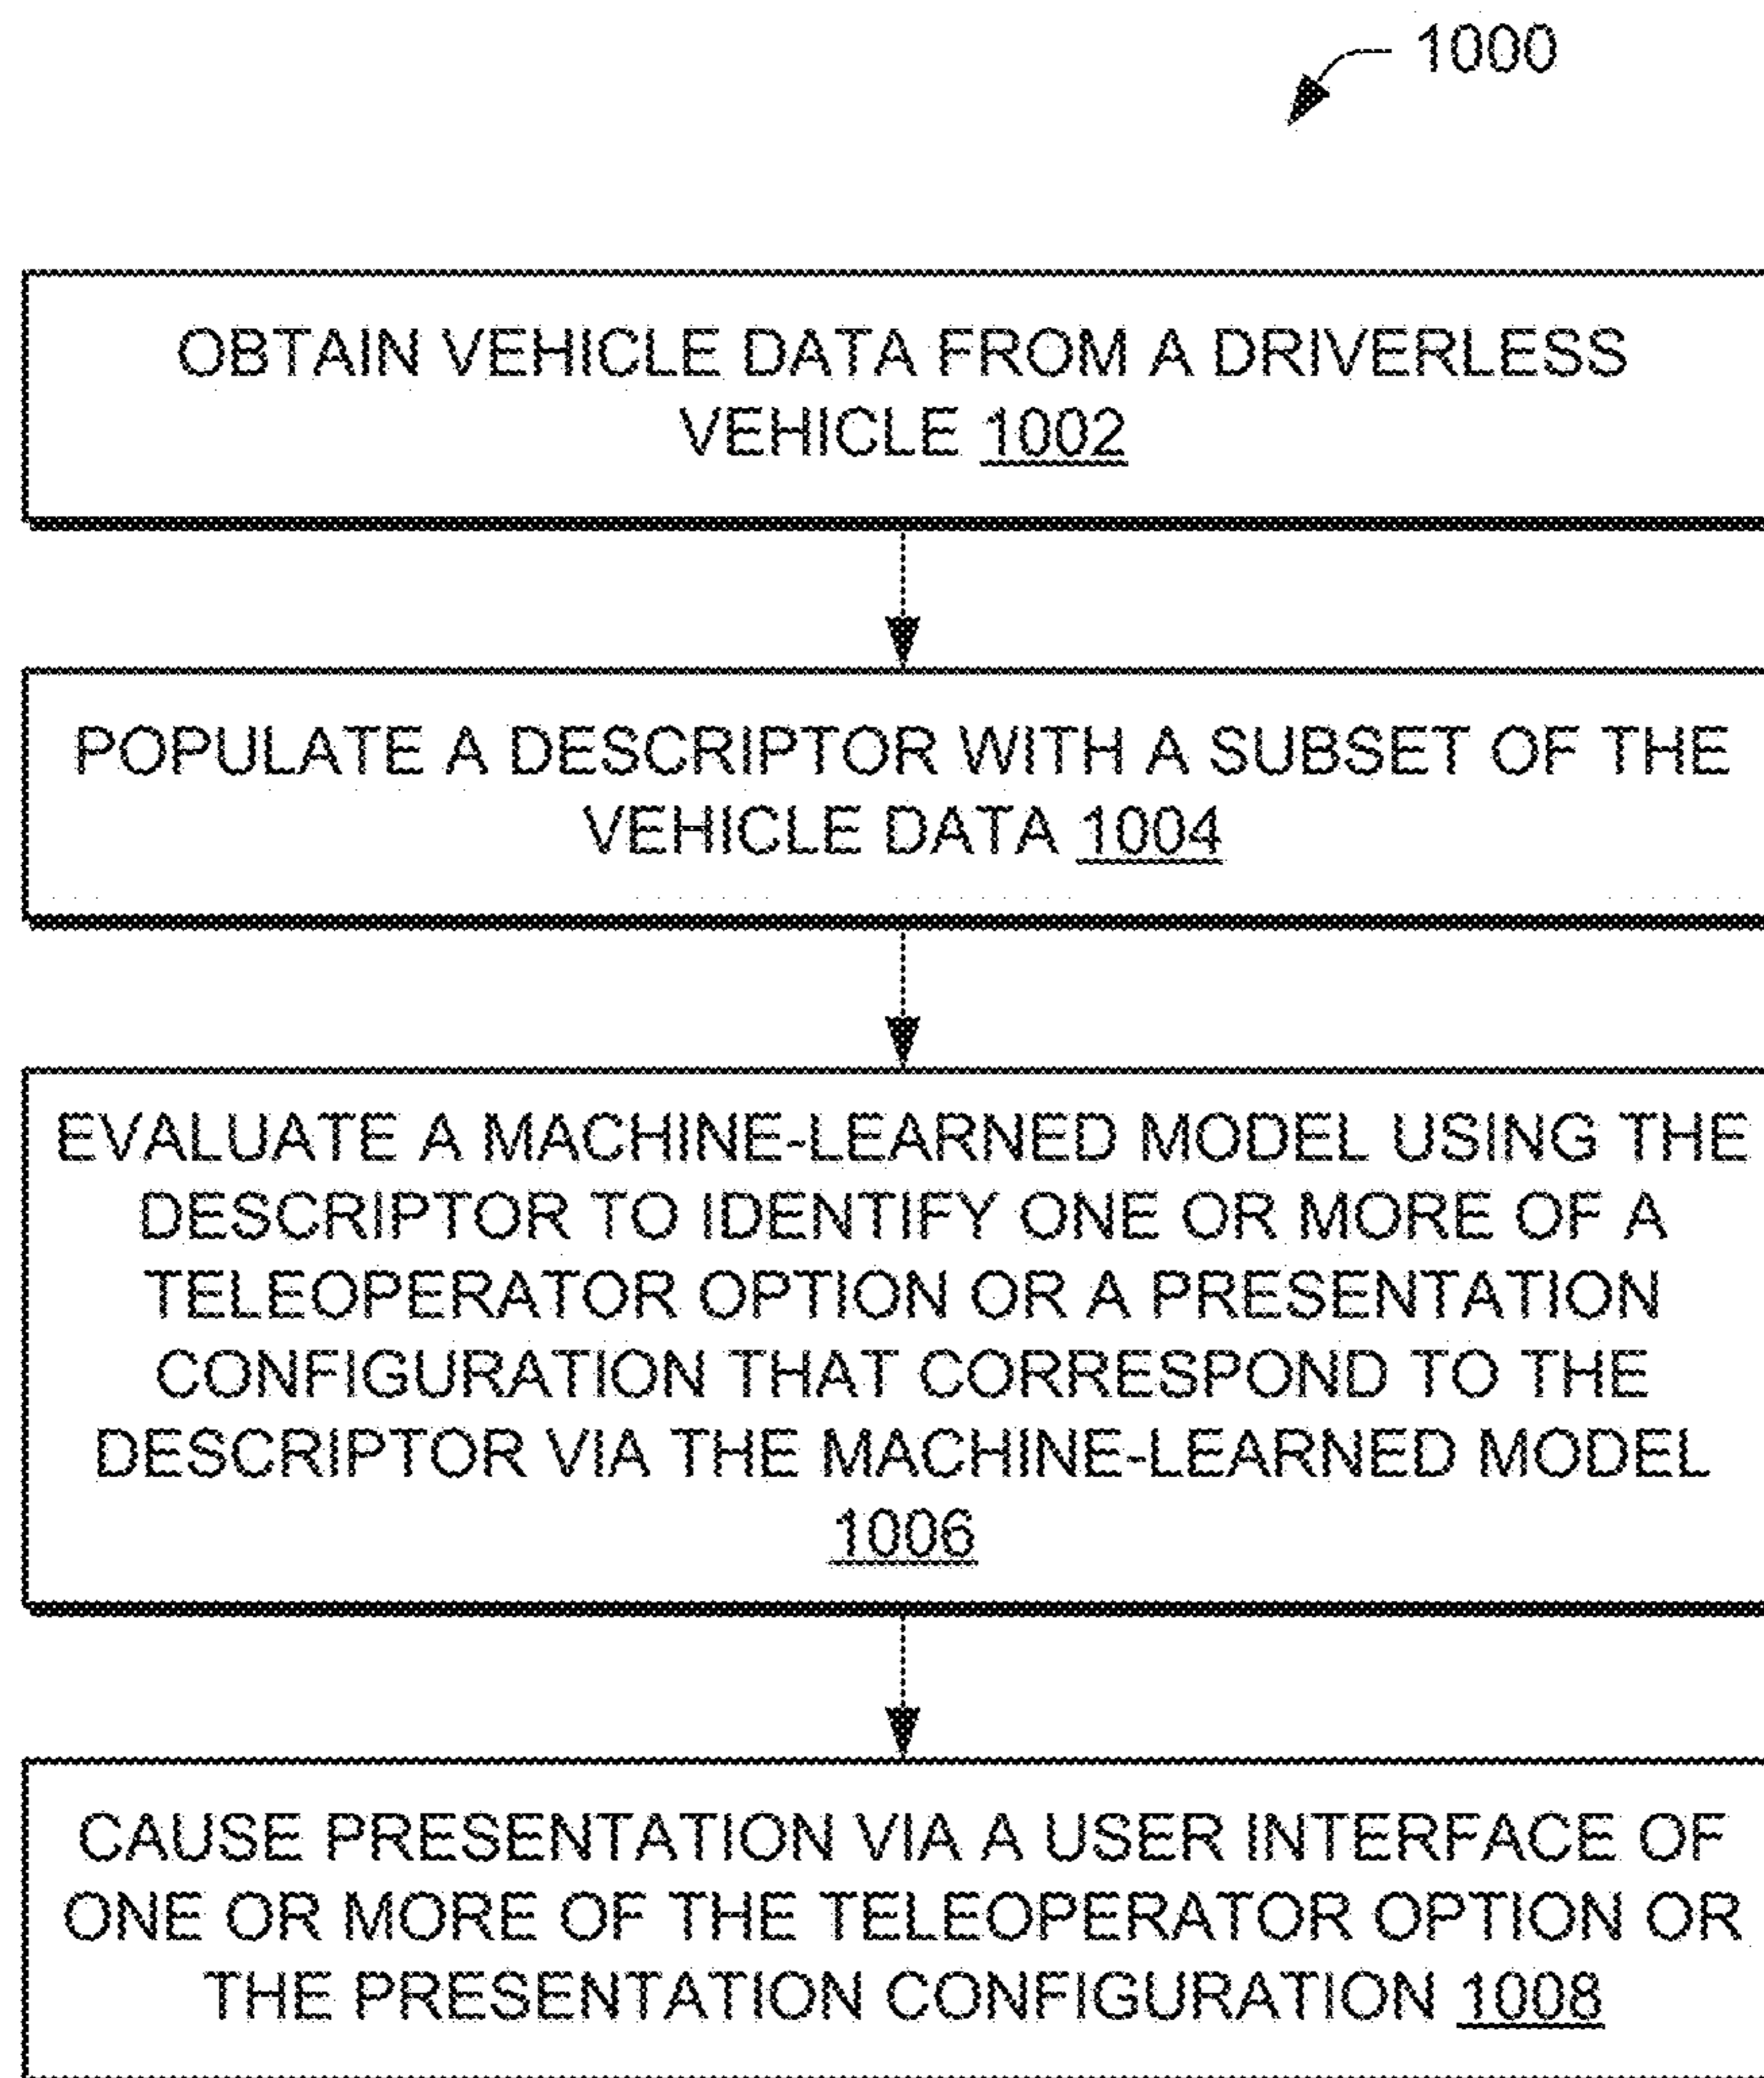 1000
OBTAIN VEHICLE DATA FROM A DRIVERLESS
VEHICLE 1002
POPULATE A DESCRIPTOR WITH A SUBSET OF THE
VEHICLE DATA 1004
EVALUATE A MACHINE-LEARNED MODEL USING THE
DESCRIPTOR TO IDENTIFY ONE OR MORE OF A
TELEOPERATOR OPTION OR A PRESENTATION
CONFIGURATION THAT CORRESPOND TO THE
DESCRIPTOR VIA THE MACHINE-LEARNED MODEL
1006
CAUSE PRESENTATION VIA A USER INTERFACE OF
ONE OR MORE OF THE TELEOPERATOR OPTION OR
THE PRESENTATION CONFIGURATION 1008